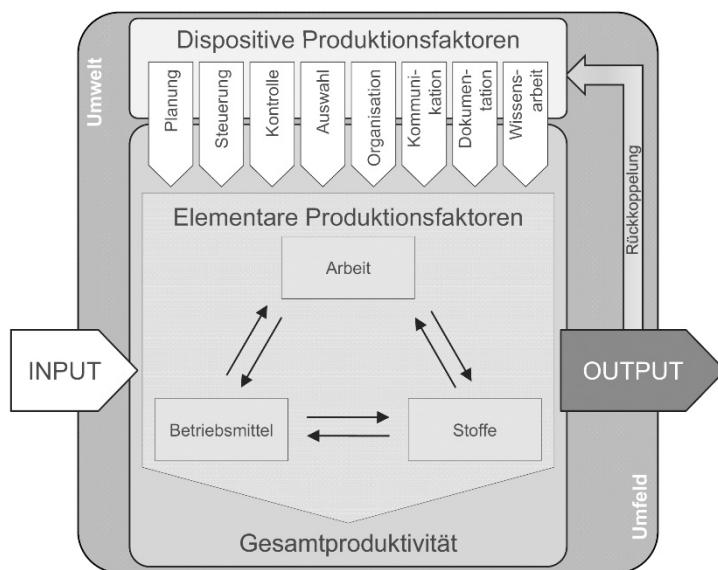 Umwelt
Dispositive Produktionsfaktoren
Planung
Steuerung
Kontrolle
Auswahl
Organisation
Kommuni-
kation
Dokumen-
tation
Wissens-
arbeit
Rückkoppelung
Elementare Produktionsfaktoren
Arbeit
INPUT
OUTPUT
Betriebsmittel
Stoffe
Umfeld
Gesamtproduktivität